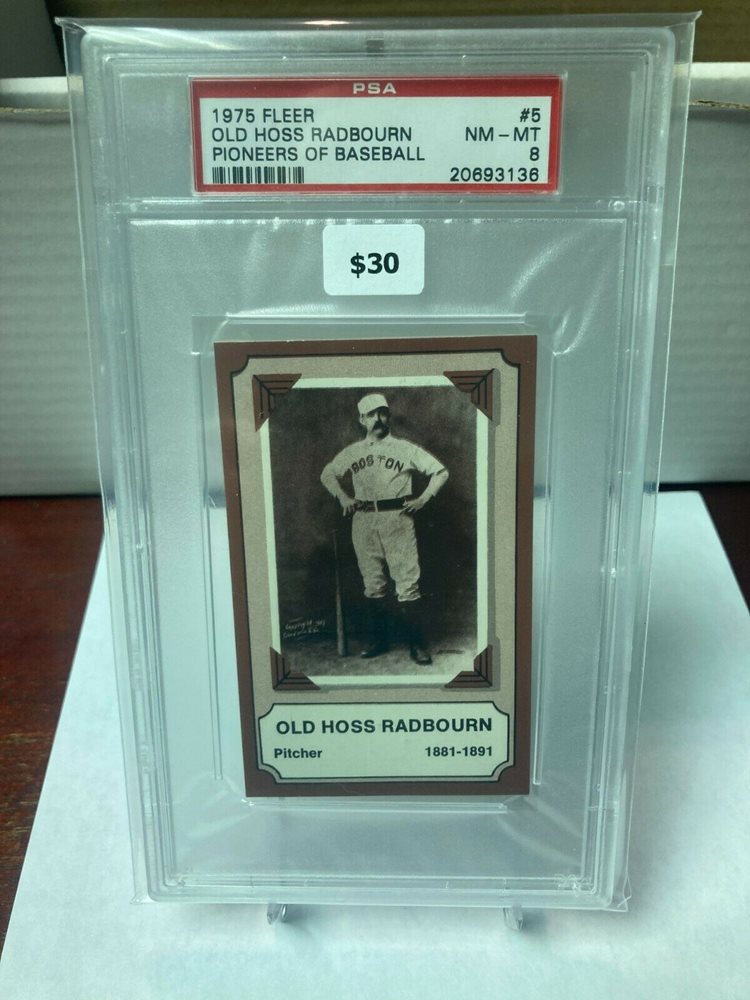 PSA
1975 FLEER #5
OLD HOSS RADBOURN NM - MT
PIONEERS OF BASEBALL 8
20693136
$30
BOSTON
OLD HOSS RADBOURN
Pitcher 1881-1891